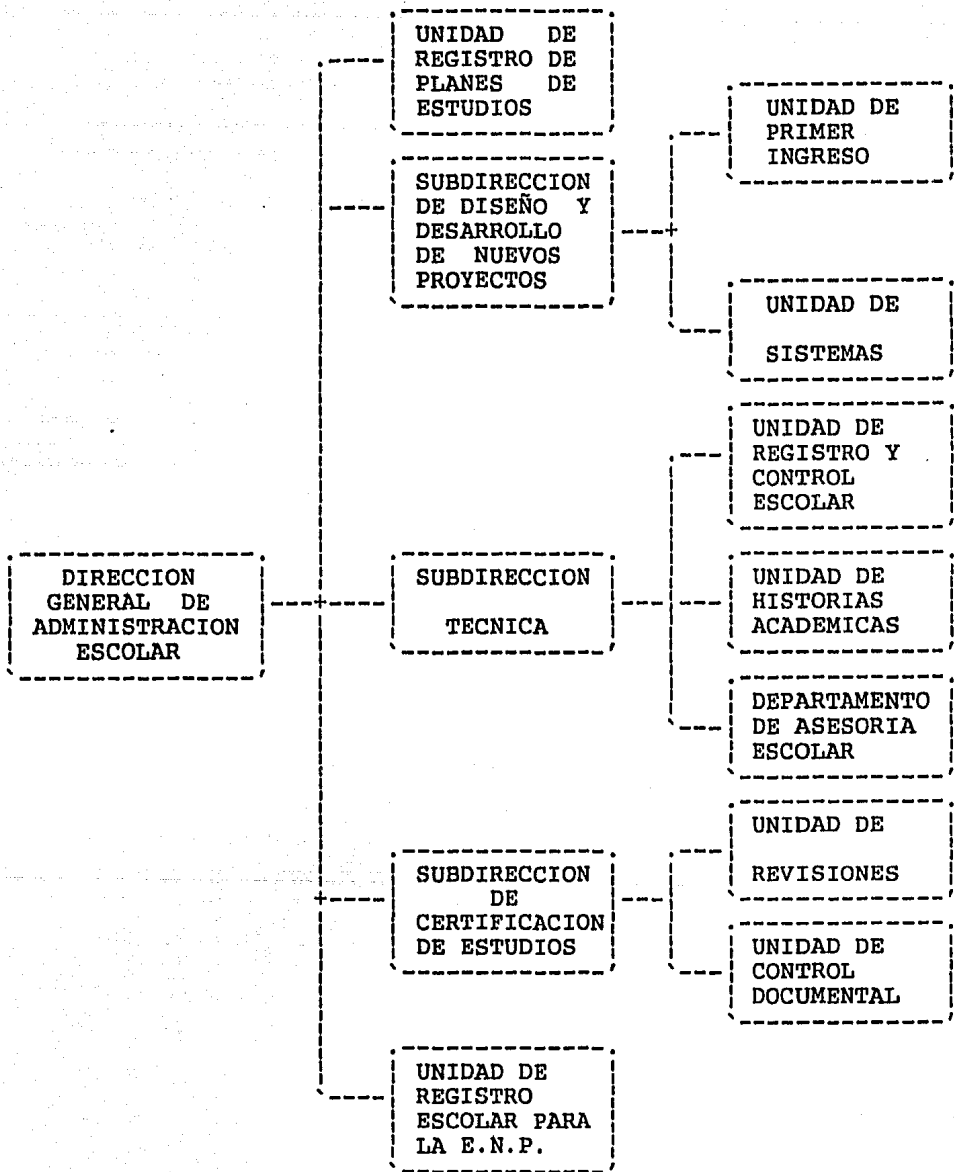 UNIDAD DE
REGISTRO DE
PLANES DE
ESTUDIOS
UNIDAD DE
PRIMER
INGRESO
SUBDIRECCION
DE DISEÑO Y
DESARROLLO
DE NUEVOS
PROYECTOS
UNIDAD DE
SISTEMAS
UNIDAD DE
REGISTRO Y
CONTROL
ESCOLAR
DIRECCION
GENERAL DE
ADMINISTRACION
ESCOLAR
SUBDIRECCION
TECNICA
UNIDAD DE
HISTORIAS
ACADEMICAS
DEPARTAMENTO
DE ASESORIA
ESCOLAR
UNIDAD DE
REVISIONES
SUBDIRECCION
DE
CERTIFICACION
DE ESTUDIOS
UNIDAD DE
CONTROL
DOCUMENTAL
UNIDAD DE
REGISTRO
ESCOLAR PARA
LA E.N.P.